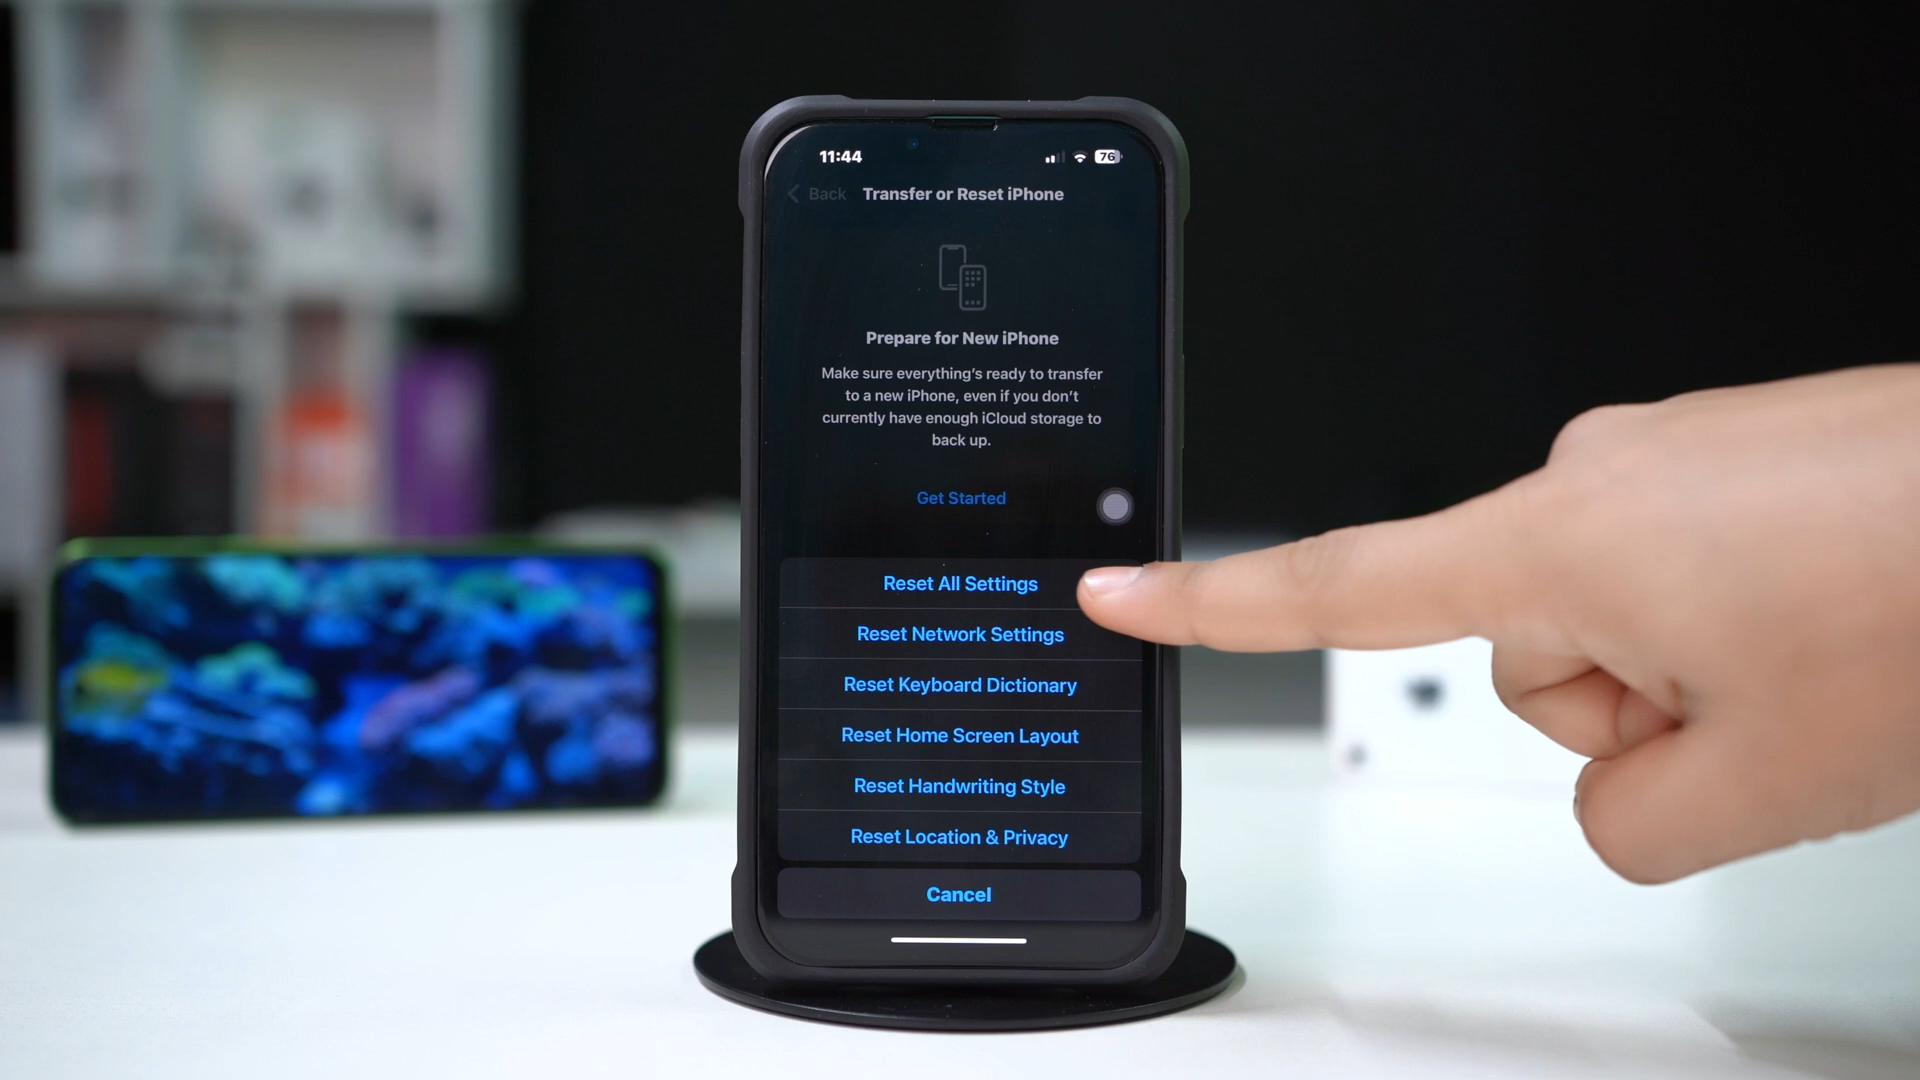 11:44
76
Back
Transfer or Reset iPhone
Prepare for New iPhone
Make sure everything's ready to transfer
to a new iPhone, even if you don't
currently have enough iCloud storage to
back up.
Get Started
Reset All Settings
Reset Network Settings
Reset Keyboard Dictionary
Reset Home Screen Layout
Reset Handwriting Style
Reset Location & Privacy
Cancel